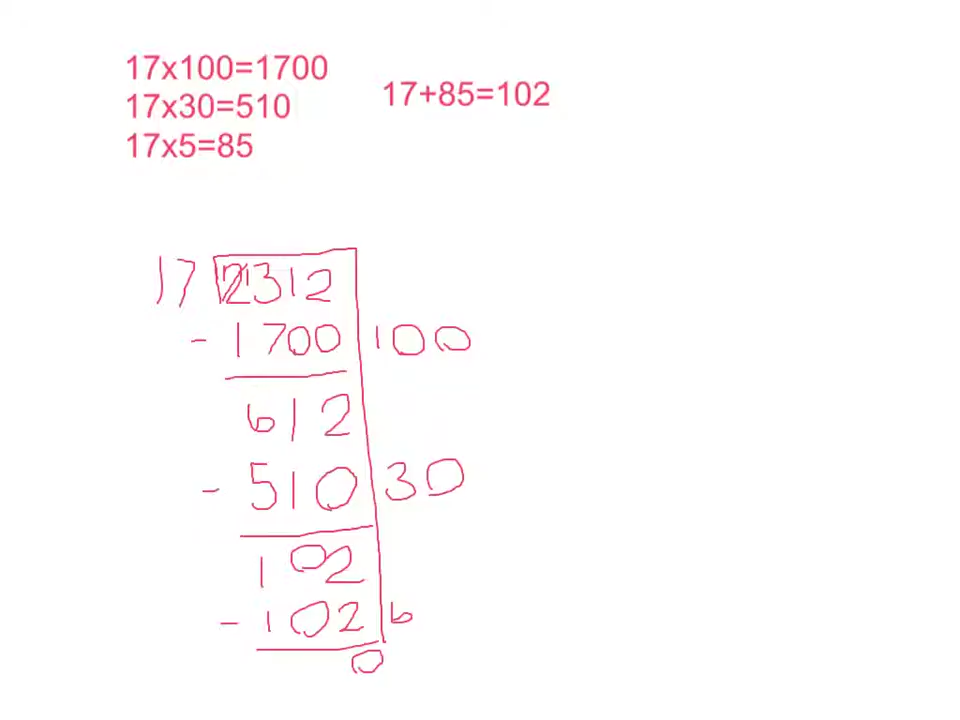 17x100=1700
17x30=510
17x5=85
17+85=102
17 2312
- 1700 100
612
- 510 30
102
- 102 6
0